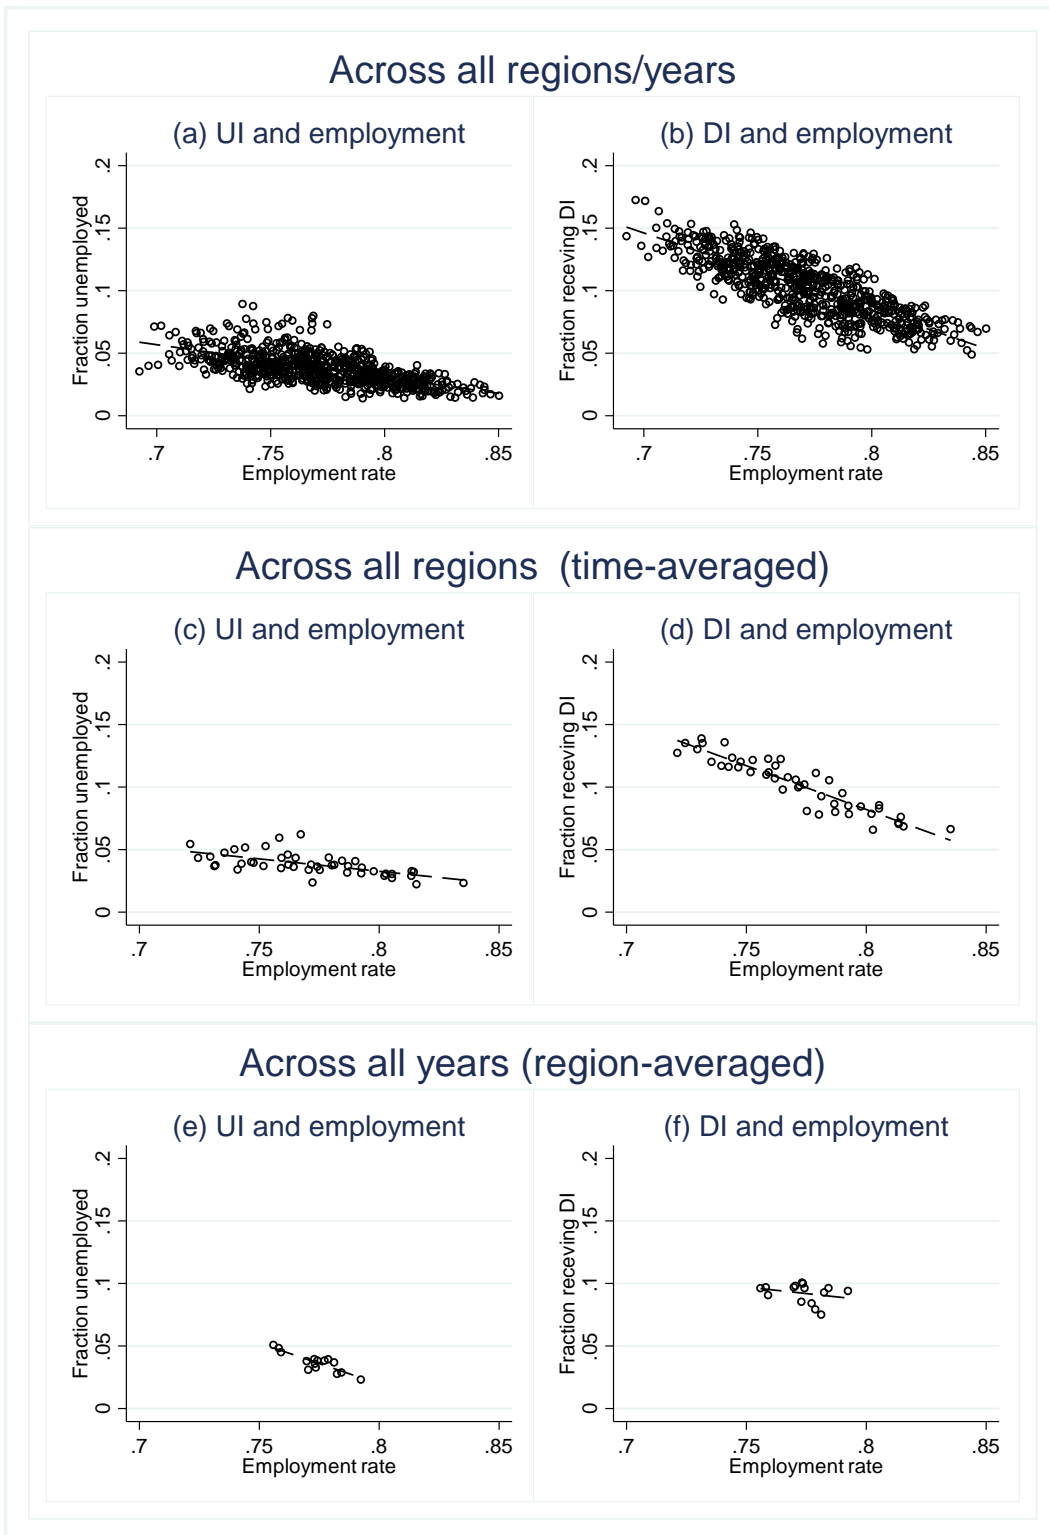 Across all regions/years
(a) UI and employment
Fraction unemployed
.2
.15
.1
.05
0
.7
.75
.8
.85
Employment rate
(b) DI and employment
Fraction receving DI
.2
.15
.1
.05
0
.7
.75
.8
.85
Employment rate
Across all regions (time-averaged)
(c) UI and employment
Fraction unemployed
.2
.15
.1
.05
0
.7
.75
.8
.85
Employment rate
(d) DI and employment
Fraction receving DI
.2
.15
.1
.05
0
.7
.75
.8
.85
Employment rate
Across all years (region-averaged)
(e) UI and employment
Fraction unemployed
.2
.15
.1
.05
0
.7
.75
.8
.85
Employment rate
(f) DI and employment
Fraction receving DI
.2
.15
.1
.05
0
.7
.75
.8
.85
Employment rate